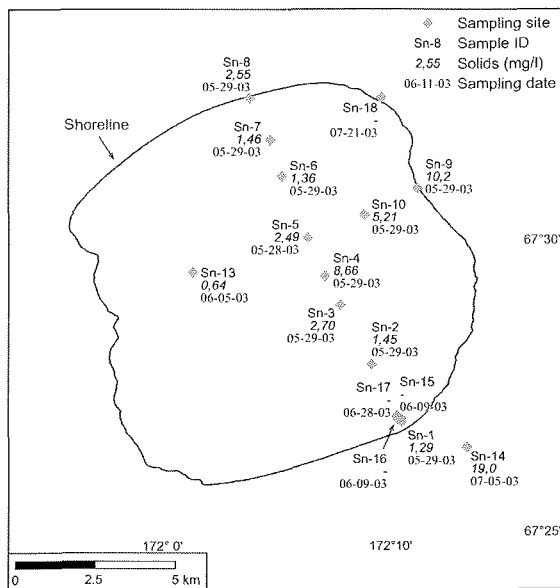 Sampling site
Sn-8 Sample ID
2,55 Solids (mg/l)
06-11-03 Sampling date
Sn-8
2,55
05-29-03
Sn-18
-
07-21-03
Shoreline
Sn-7
1,46
05-29-03
Sn-6
1,36
05-29-03
Sn-9
10,2
05-29-03
Sn-10
5,21
05-29-03
Sn-5
2,49
05-28-03
67°30'
Sn-4
8,66
05-29-03
Sn-13
0,64
06-05-03
Sn-3
2,70
05-29-03
Sn-2
1,45
05-29-03
Sn-17
-
06-28-03
Sn-15
-
06-09-03
Sn-1
1,29
05-29-03
Sn-16
-
06-09-03
Sn-14
19,0
07-05-03
67°25'
172° 0'
172°10'
0 2.5 5 km